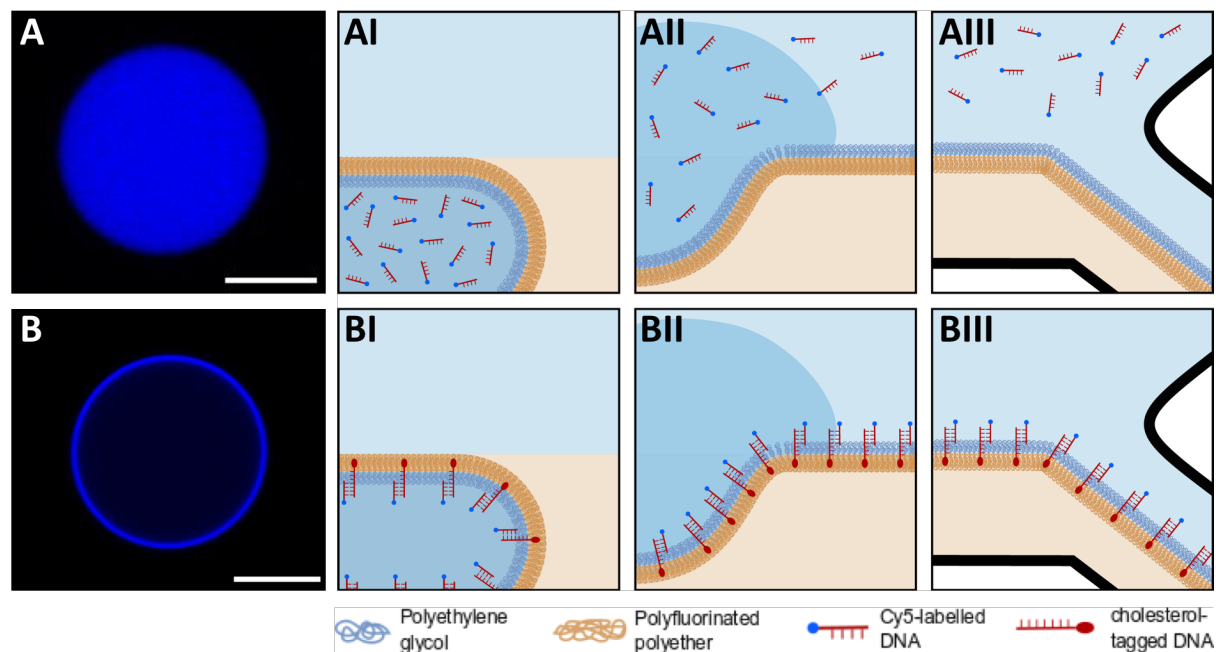 A
AI
AII
AIII
B
BI
BII
BIII
Polyethylene
glycol
Polyfluorinated
polyether
Cy5-labelled
DNA
cholesterol-
tagged DNA